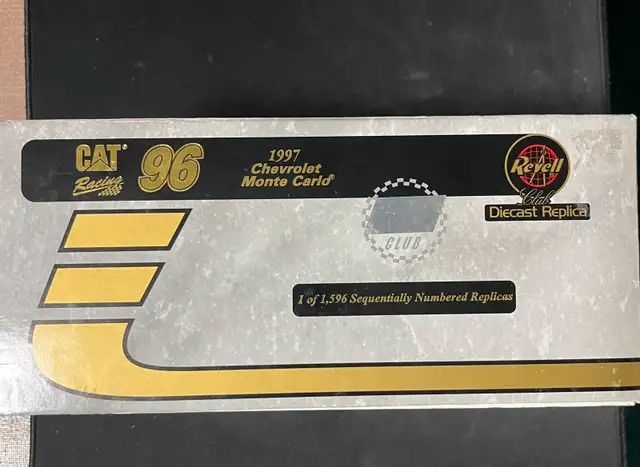 CAT®
Racing
96
1997
Chevrolet
Monte Carlo®
Revell
Club
Diecast Replica
CLUB
1 of 1,596 Sequentially Numbered Replicas